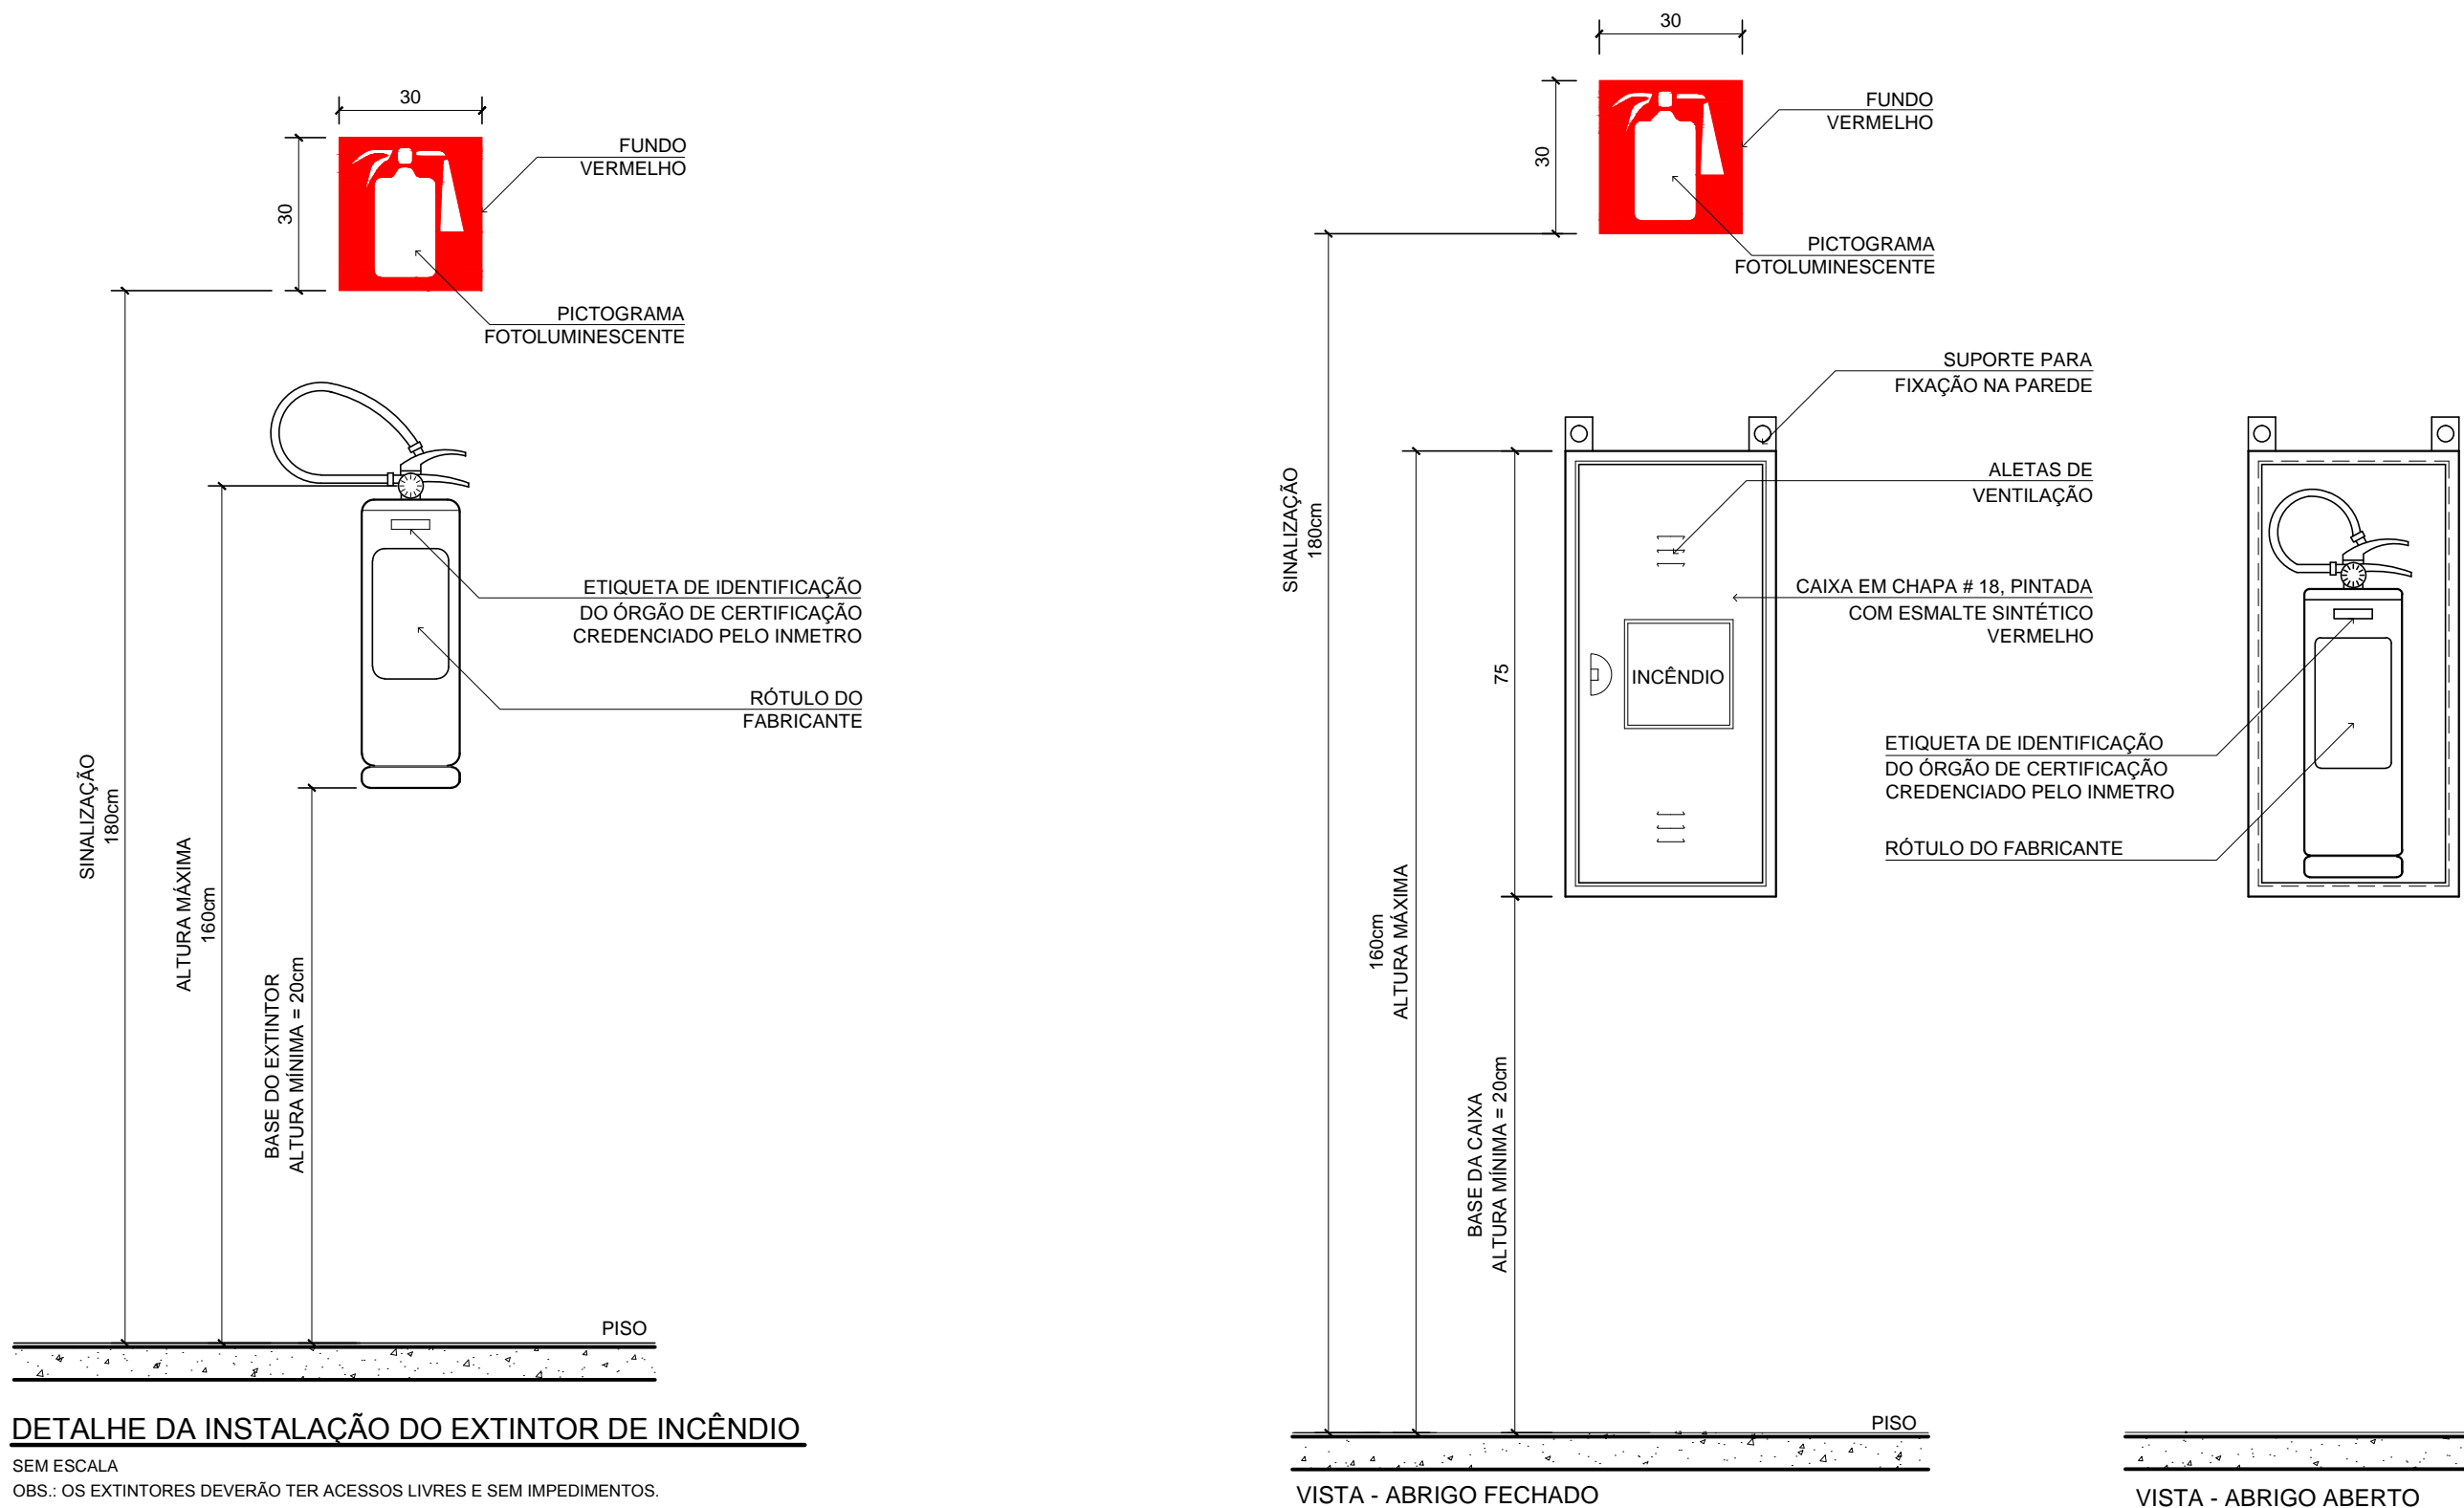 30
30
FUNDO
VERMELHO
PICTOGRAMA
FOTOLUMINESCENTE
SINALIZAÇÃO
180cm
ALTURA MÁXIMA
160cm
BASE DO EXTINTOR
ALTURA MÍNIMA = 20cm
ETIQUETA DE IDENTIFICAÇÃO
DO ÓRGÃO DE CERTIFICAÇÃO
CREDENCIADO PELO INMETRO
RÓTULO DO
FABRICANTE
PISO
DETALHE DA INSTALAÇÃO DO EXTINTOR DE INCÊNDIO
SEM ESCALA
OBS.: OS EXTINTORES DEVERÃO TER ACESSOS LIVRES E SEM IMPEDIMENTOS.
30
30
FUNDO
VERMELHO
PICTOGRAMA
FOTOLUMINESCENTE
SUPORTE PARA
FIXAÇÃO NA PAREDE
ALETAS DE
VENTILAÇÃO
CAIXA EM CHAPA # 18, PINTADA
COM ESMALTE SINTÉTICO
VERMELHO
INCÊNDIO
SINALIZAÇÃO
180cm
160cm
ALTURA MÁXIMA
75
BASE DA CAIXA
ALTURA MÍNIMA = 20cm
PISO
VISTA - ABRIGO FECHADO
ETIQUETA DE IDENTIFICAÇÃO
DO ÓRGÃO DE CERTIFICAÇÃO
CREDENCIADO PELO INMETRO
RÓTULO DO FABRICANTE
VISTA - ABRIGO ABERTO